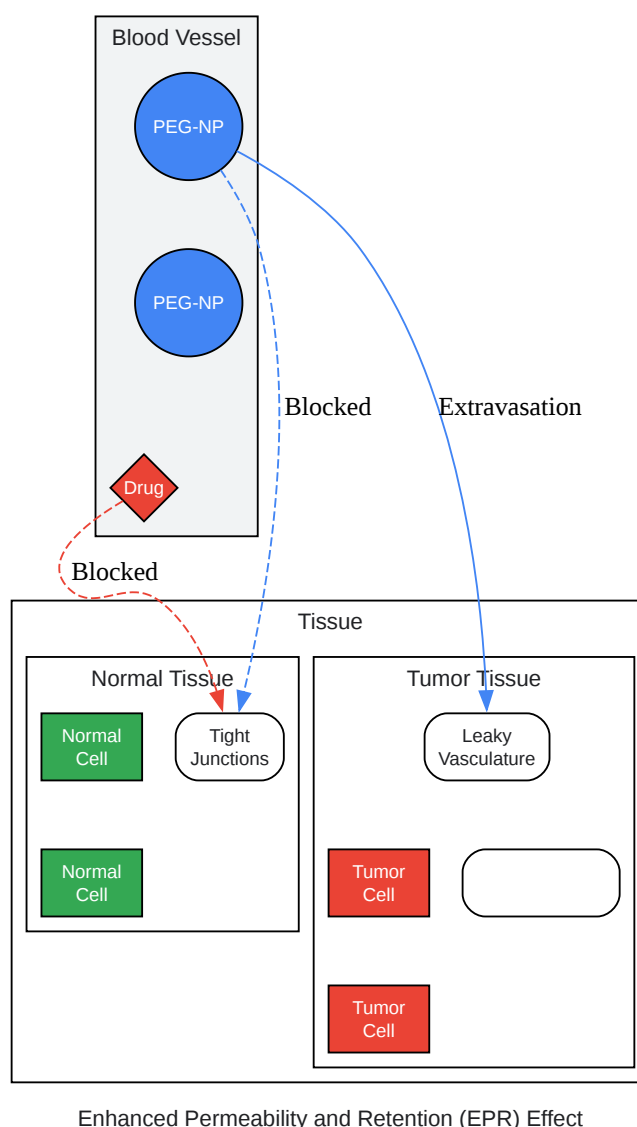 Blood Vessel
PEG-NP
PEG-NP
Blocked
Extravasation
Drug
Blocked
Tissue
Normal Tissue
Tumor Tissue
Normal
Cell
Tight
Junctions
Leaky
Vasculature
Normal
Cell
Tumor
Cell
Tumor
Cell
Enhanced Permeability and Retention (EPR) Effect